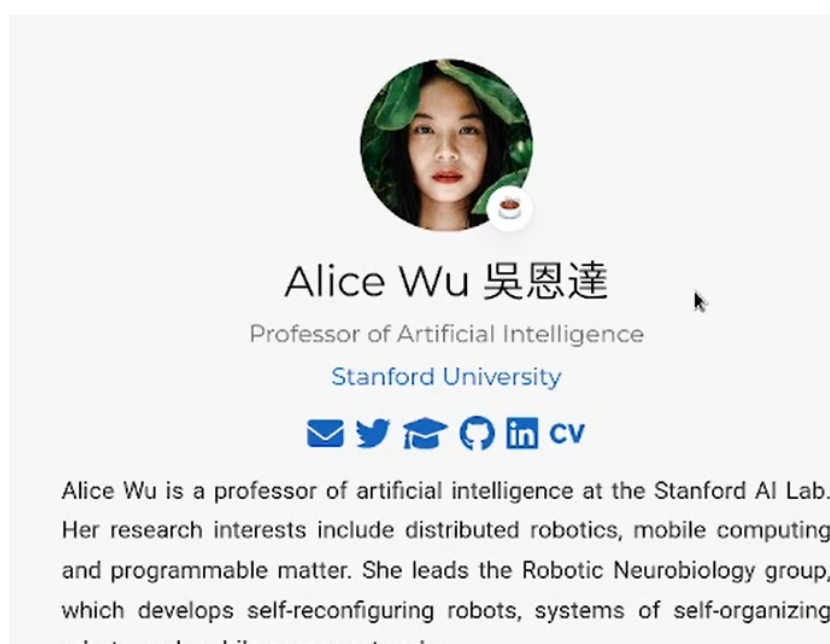 Alice Wu 吳恩達
Professor of Artificial Intelligence
Stanford University
CV
Alice Wu is a professor of artificial intelligence at the Stanford AI Lab.
Her research interests include distributed robotics, mobile computing
and programmable matter. She leads the Robotic Neurobiology group,
which develops self-reconfiguring robots, systems of self-organizing